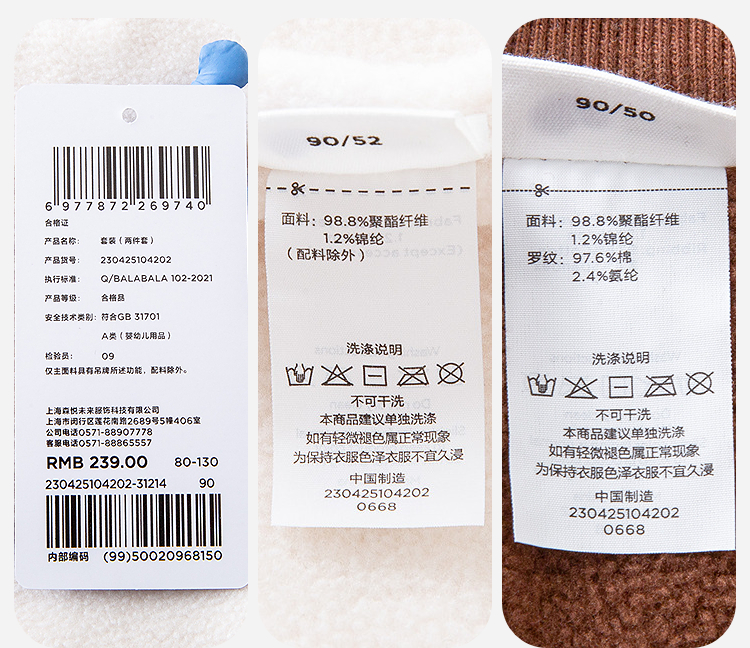 6 977872 269740
合格证
产品名称: 套装(两件套)
产品货号: 230425104202
执行标准: Q/BALABALA 102-2021
产品等级: 合格品
安全技术类别: 符合GB 31701
A类(婴幼儿用品)
检验员: 09
仅主面料具有吊牌所述功能，配料除外。
上海森悦未来服饰科技有限公司
上海市闵行区莲花南路2689号5幢406室
公司电话0571-88907778
客服电话0571-88865557
RMB 239.00 80-130
230425104202-31214 90
内部编码 (99)50020968150
90/52
面料: 98.8%聚酯纤维
1.2%锦纶
(配料除外)
洗涤说明
不可干洗
本商品建议单独洗涤
如有轻微褪色属正常现象
为保持衣服色泽衣服不宜久浸
中国制造
230425104202
0668
90/50
面料: 98.8%聚酯纤维
1.2%锦纶
罗纹: 97.6%棉
2.4%氨纶
洗涤说明
不可干洗
本商品建议单独洗涤
如有轻微褪色属正常现象
为保持衣服色泽衣服不宜久浸
中国制造
230425104202
0668